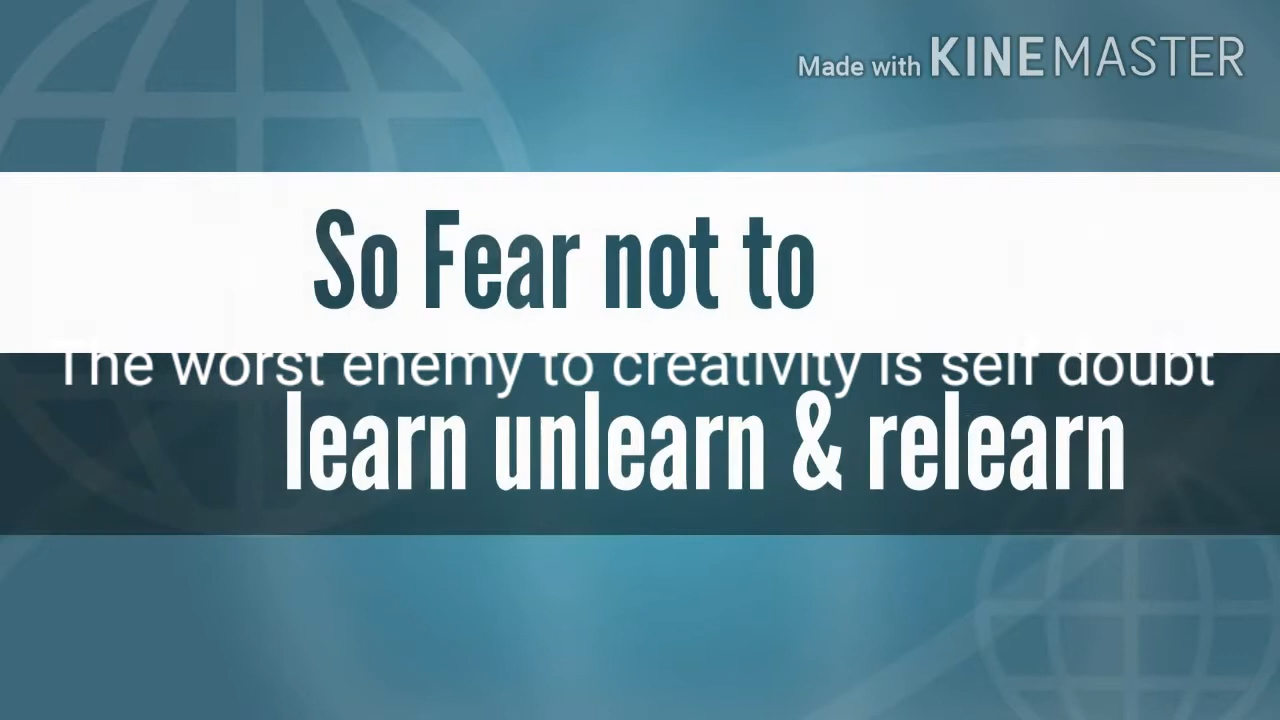 Made with KINEMASTER
So Fear not to
The worst enemy to creativity is self doubt
learn unlearn & relearn